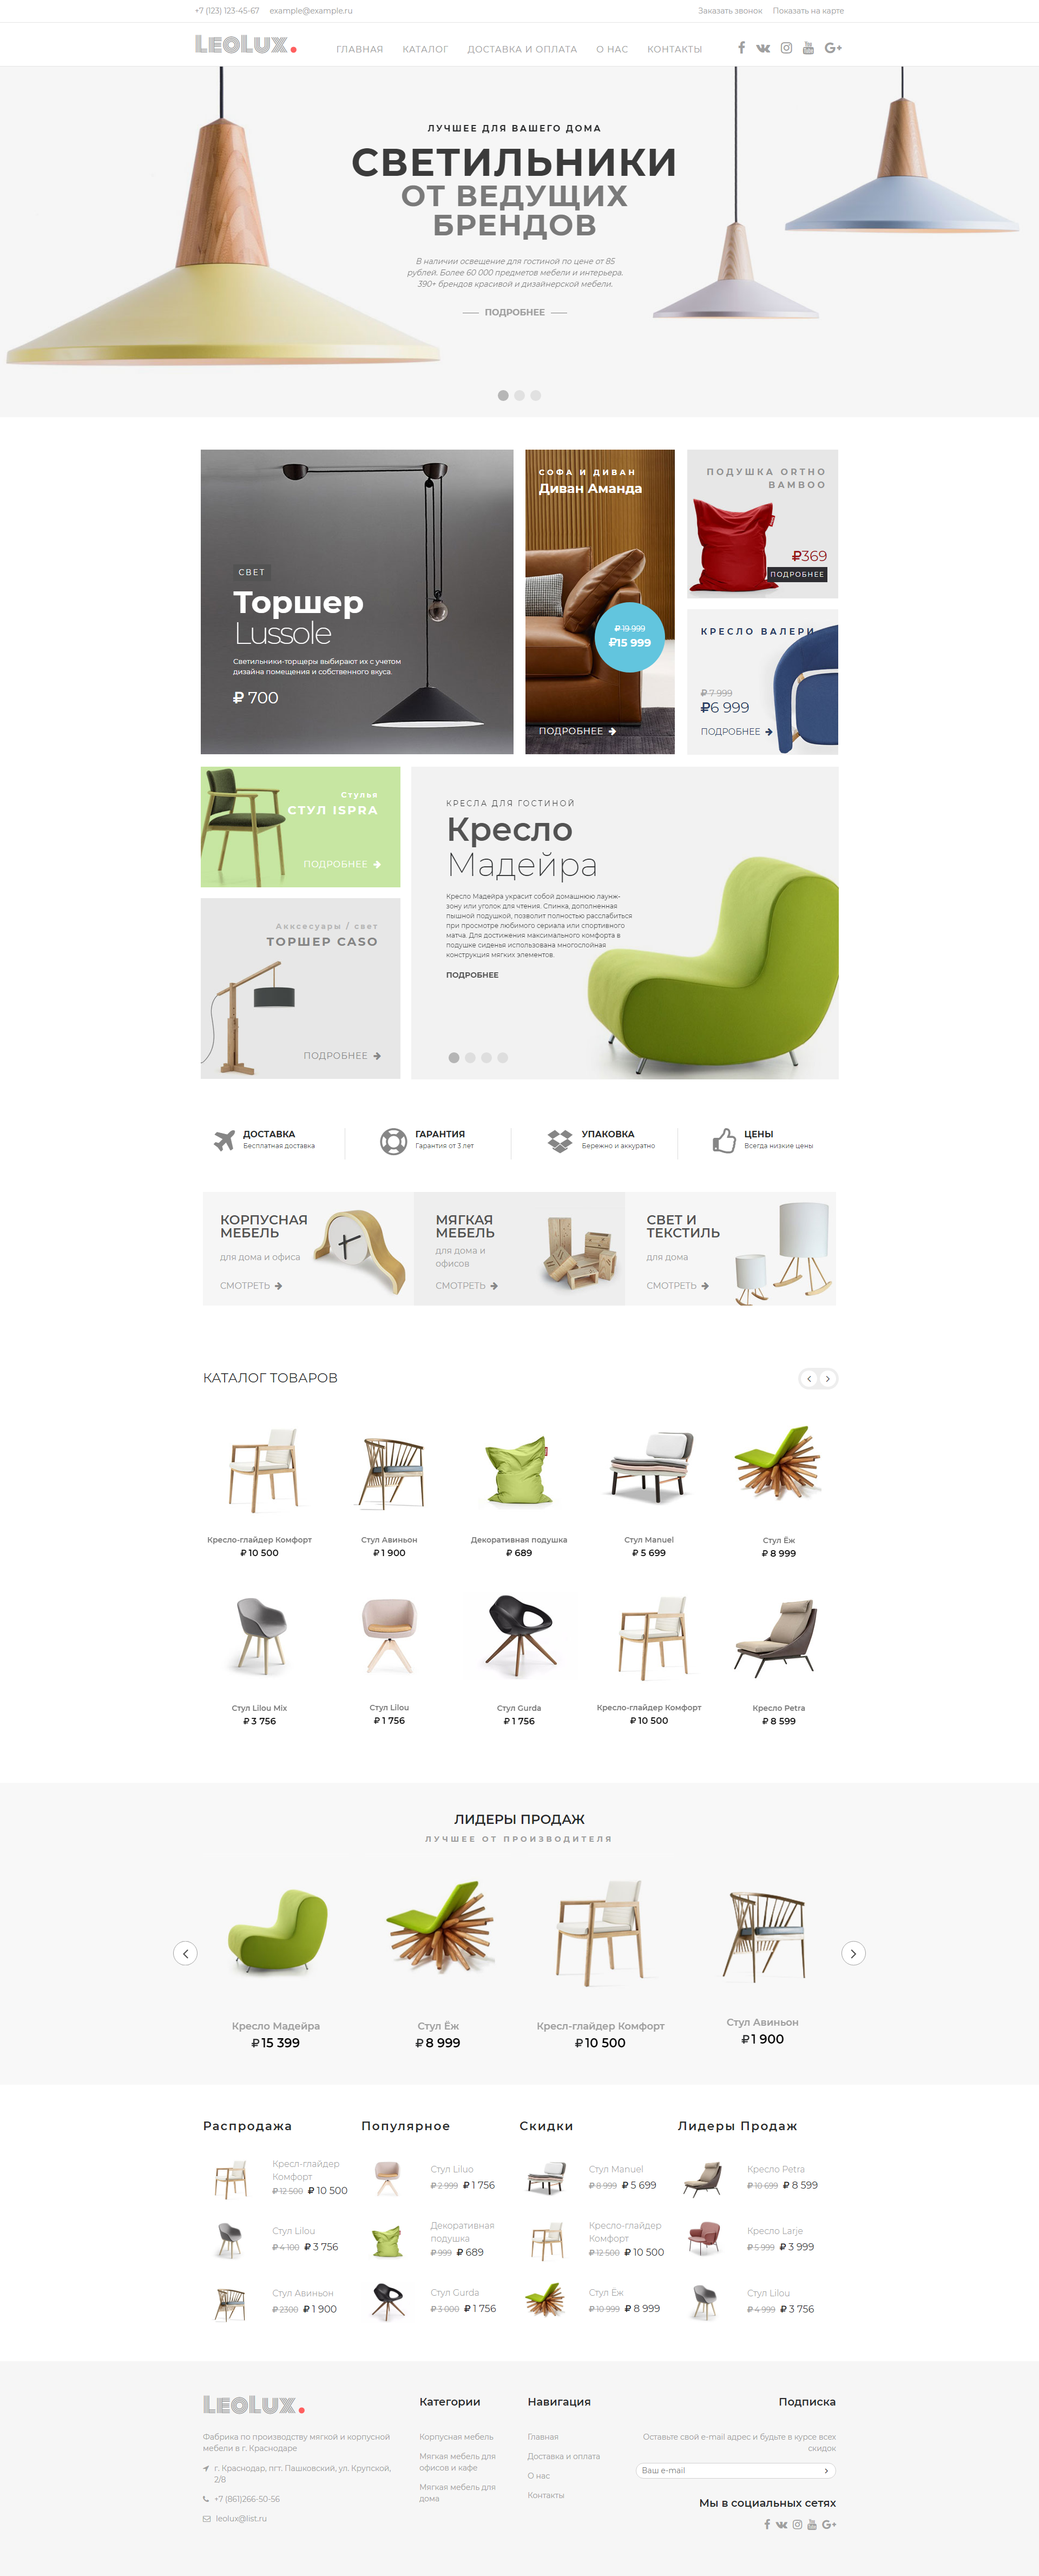 +7 (123) 123-45-67 example@example.ru
Заказать звонок Показать на карте
LEOLUX.
ГЛАВНАЯ КАТАЛОГ ДОСТАВКА И ОПЛАТА О НАС КОНТАКТЫ
ЛУЧШЕЕ ДЛЯ ВАШЕГО ДОМА
СВЕТИЛЬНИКИ
ОТ ВЕДУЩИХ
БРЕНДОВ
В наличии освещение для гостиной по цене от 85
рублей. Более 60 000 предметов мебели и интерьера.
390+ брендов красивой и дизайнерской мебели.
ПОДРОБНЕЕ
СВЕТ
Торшер
Lussole
Светильники-торщеры выбирают их с учетом
дизайна помещения и собственного вкуса.
₽ 700
СОФА И ДИВАН
Диван Аманда
₽ 19 999
₽15 999
ПОДРОБНЕЕ
ПОДУШКА ORTHO
BAMBOO
₽369
ПОДРОБНЕЕ
КРЕСЛО ВАЛЕРИ
₽ 7 999
₽6 999
ПОДРОБНЕЕ
Стулья
СТУЛ ISPRA
ПОДРОБНЕЕ
Акксесуары / свет
ТОРШЕР CASO
ПОДРОБНЕЕ
КРЕСЛА ДЛЯ ГОСТИНОЙ
Кресло
Мадейра
Кресло Мадейра украсит собой домашнюю лаунж-
зону или уголок для чтения. Спинка, дополненная
пышной подушкой, позволит полностью расслабиться
при просмотре любимого сериала или спортивного
матча. Для достижения максимального комфорта в
подушке сиденья использована многослойная
конструкция мягких элементов.
ПОДРОБНЕЕ
ДОСТАВКА
Бесплатная доставка
ГАРАНТИЯ
Гарантия от 3 лет
УПАКОВКА
Бережно и аккуратно
ЦЕНЫ
Всегда низкие цены
КОРПУСНАЯ
МЕБЕЛЬ
для дома и офиса
СМОТРЕТЬ
МЯГКАЯ
МЕБЕЛЬ
для дома и
офисов
СМОТРЕТЬ
СВЕТ И
ТЕКСТИЛЬ
для дома
СМОТРЕТЬ
КАТАЛОГ ТОВАРОВ
Кресло-глайдер Комфорт
₽ 10 500
Стул Авиньон
₽ 1 900
Декоративная подушка
₽ 689
Стул Manuel
₽ 5 699
Стул Ёж
₽ 8 999
Стул Lilou Mix
₽ 3 756
Стул Lilou
₽ 1 756
Стул Gurda
₽ 1 756
Кресло-глайдер Комфорт
₽ 10 500
Кресло Petra
₽ 8 599
ЛИДЕРЫ ПРОДАЖ
ЛУЧШЕЕ ОТ ПРОИЗВОДИТЕЛЯ
Кресло Мадейра
₽ 15 399
Стул Ёж
₽ 8 999
Кресл-глайдер Комфорт
₽ 10 500
Стул Авиньон
₽ 1 900
Распродажа
Кресл-глайдер
Комфорт
₽ 12 500 ₽ 10 500
Стул Lilou
₽ 4 100 ₽ 3 756
Стул Авиньон
₽ 2300 ₽ 1 900
Популярное
Стул Liluo
₽ 2 999 ₽ 1 756
Декоративная
подушка
₽ 999 ₽ 689
Стул Gurda
₽ 3 000 ₽ 1 756
Скидки
Стул Manuel
₽ 8 999 ₽ 5 699
Кресло-глайдер
Комфорт
₽ 12 500 ₽ 10 500
Стул Ёж
₽ 10 999 ₽ 8 999
Лидеры Продаж
Кресло Petra
₽ 10 699 ₽ 8 599
Кресло Larje
₽ 5 999 ₽ 3 999
Стул Lilou
₽ 4 999 ₽ 3 756
LEOLUX.
Фабрика по производству мягкой и корпусной
мебели в г. Краснодаре
г. Краснодар, пгт. Пашковский, ул. Крупской,
2/8
+7 (861)266-50-56
leolux@list.ru
Категории
Корпусная мебель
Мягкая мебель для
офисов и кафе
Мягкая мебель для
дома
Навигация
Главная
Доставка и оплата
О нас
Контакты
Подписка
Оставьте свой e-mail адрес и будьте в курсе всех
скидок
Ваш e-mail
Мы в социальных сетях